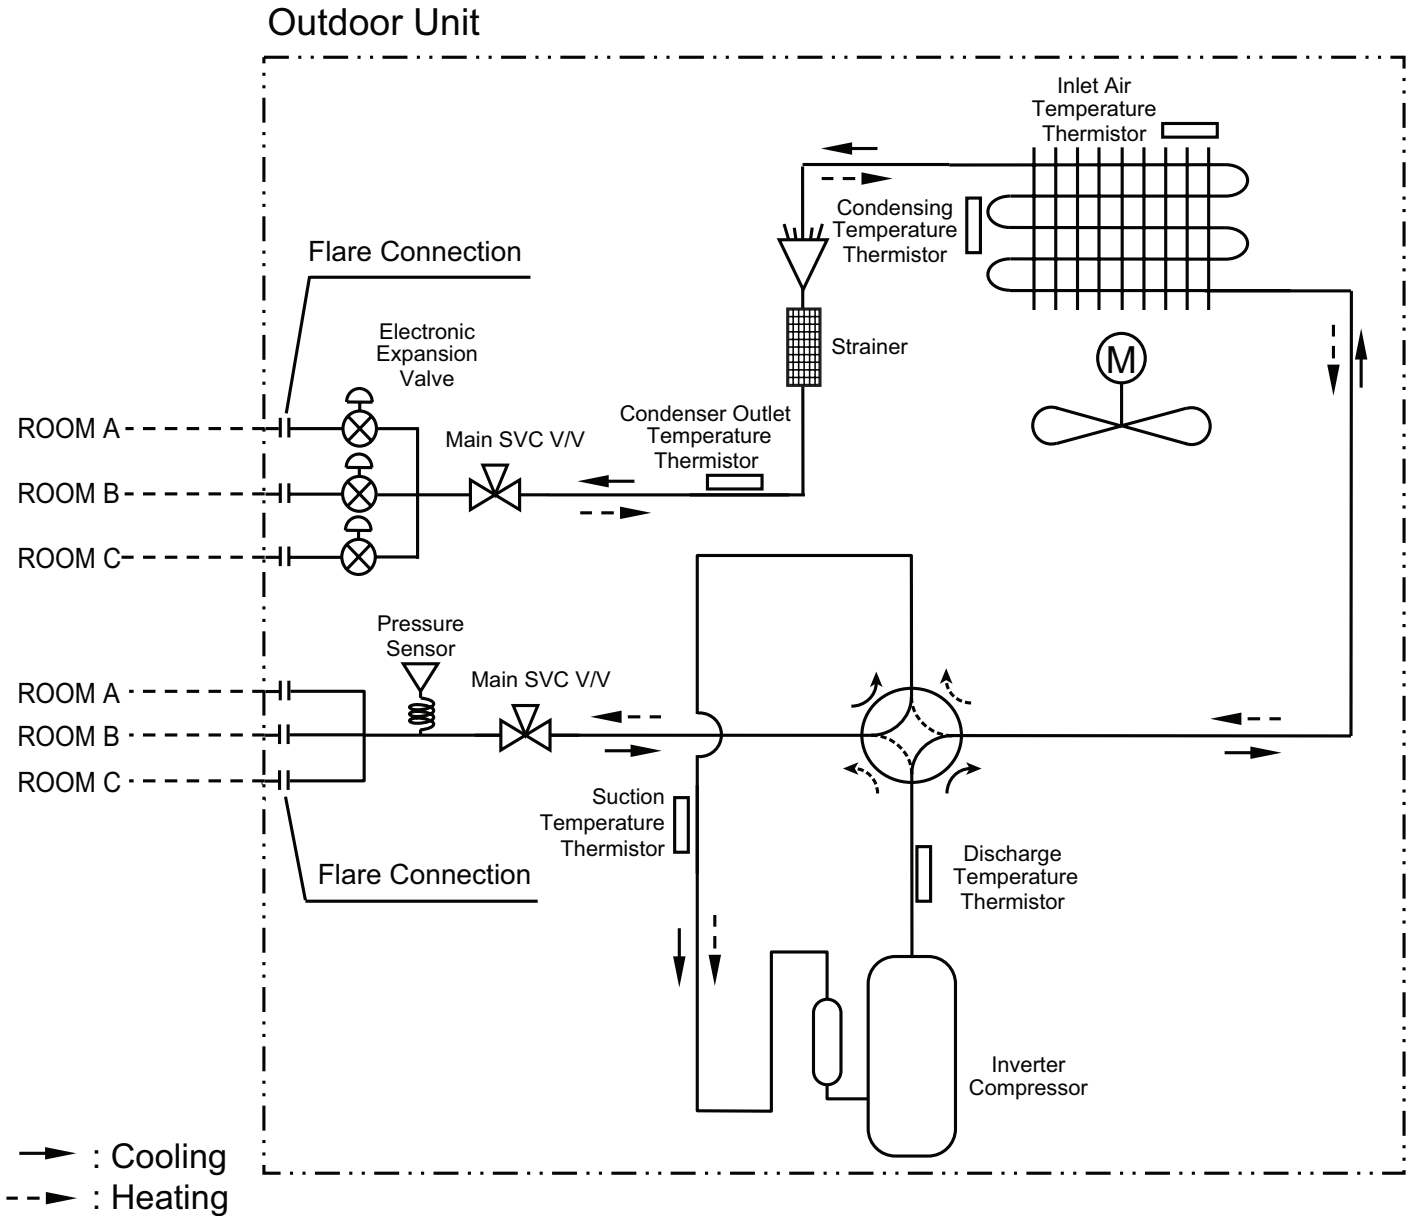 Outdoor Unit
Inlet Air
Temperature
Thermistor
Condensing
Temperature
Thermistor
Flare Connection
Electronic
Expansion
Valve
Strainer
M
ROOM A
Main SVC V/V
Condenser Outlet
Temperature
Thermistor
ROOM B
ROOM C
Pressure
Sensor
Main SVC V/V
ROOM A
ROOM B
ROOM C
Suction
Temperature
Thermistor
Flare Connection
Discharge
Temperature
Thermistor
Inverter
Compressor
: Cooling
: Heating